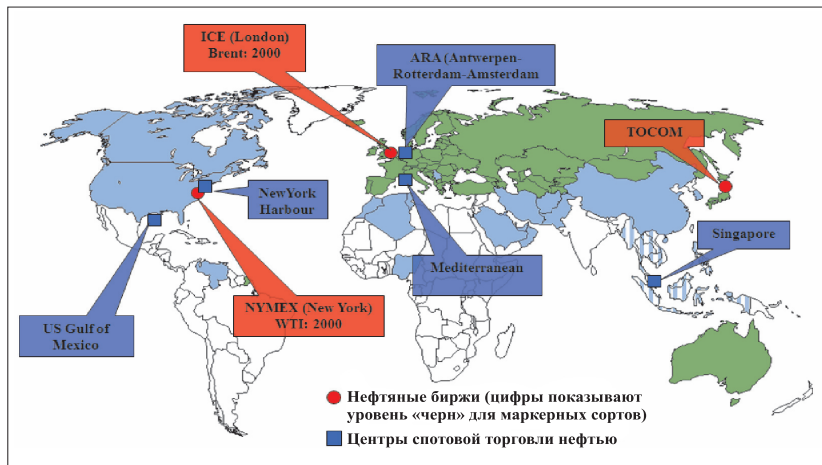 ICE (London)
Brent: 2000
ARA (Antwerpen-
Rotterdam-Amsterdam
TOCOM
NewYork
Harbour
Singapore
Mediterranean
NYMEX (New York)
WTI: 2000
US Gulf of
Mexico
Нефтяные биржи (цифры показывают
уровень «черн» для маркерных сортов)
Центры спотовой торговли нефтью